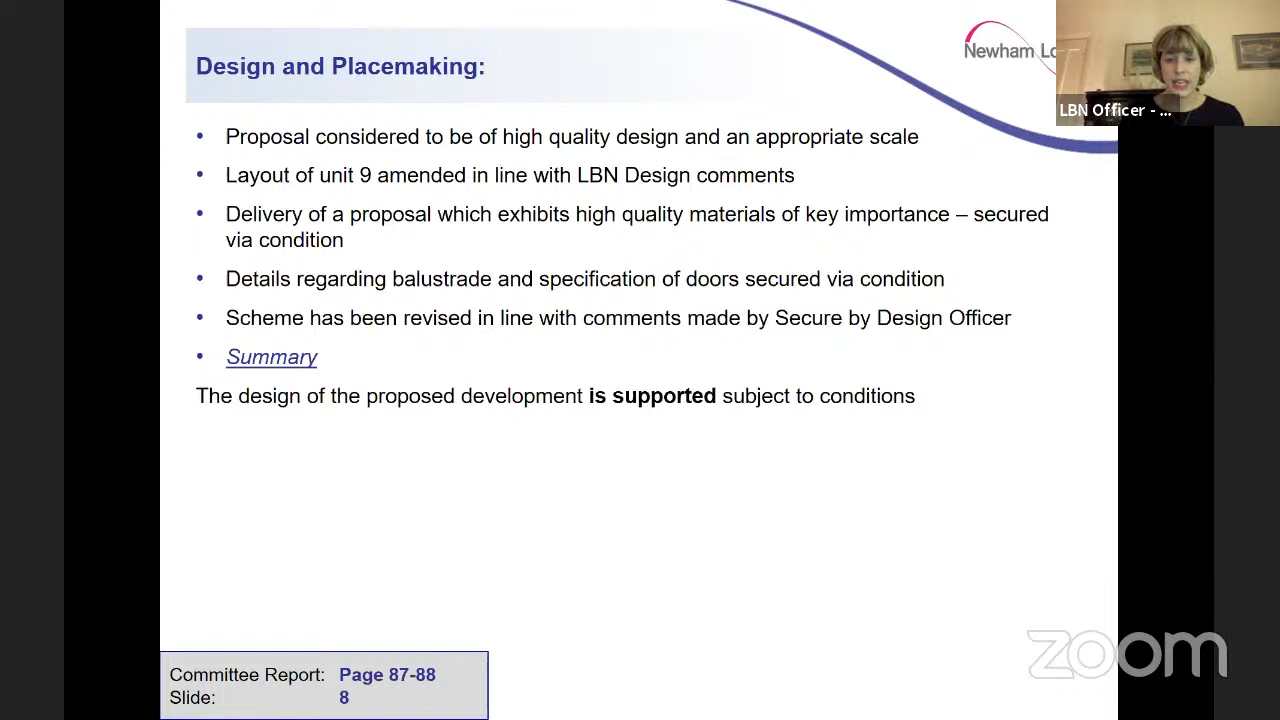 Design and Placemaking:
Newham Lo
LBN Officer - ...
• Proposal considered to be of high quality design and an appropriate scale
• Layout of unit 9 amended in line with LBN Design comments
• Delivery of a proposal which exhibits high quality materials of key importance – secured
via condition
• Details regarding balustrade and specification of doors secured via condition
• Scheme has been revised in line with comments made by Secure by Design Officer
• Summary
The design of the proposed development is supported subject to conditions
zoom
Committee Report: Page 87-88
Slide: 8